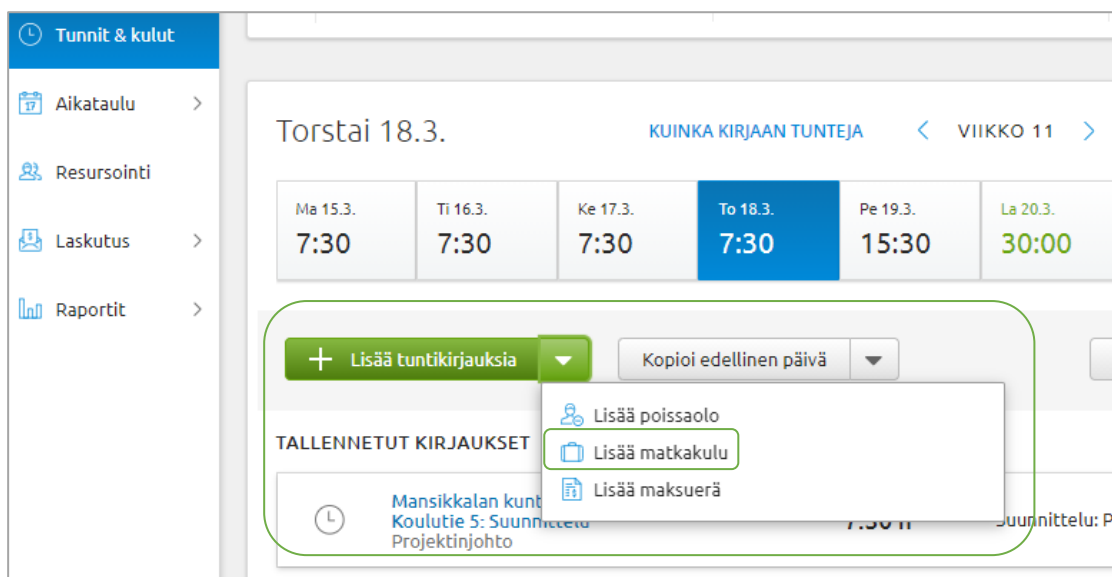 Tunnit & kulut
Aikataulu
Resursointi
Laskutus
Raportit
Torstai 18.3.
KUINKA KIRJAAN TUNTEJA
VIIKKO 11
Ma 15.3.
Ti 16.3.
Ke 17.3.
To 18.3.
Pe 19.3.
La 20.3.
7:30
7:30
7:30
7:30
15:30
30:00
Lisää tuntikirjauksia
Kopioi edellinen päivä
Lisää poissaolo
Lisää matkakulu
Lisää maksuerä
TALLENNETUT KIRJAUKSET
Mansikkalan kunt
Koulutie 5: Suunnittelu
7:30 h
Suunnittelu: P
Projektinjohto